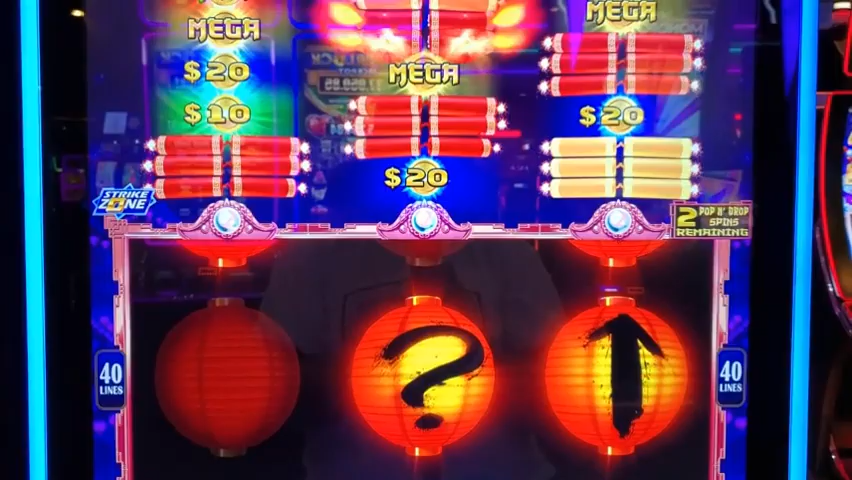 MEGA
$20
$10
MEGA
$20
MEGA
$20
STRIKE
ZONE
2 POP N' DROP
SPINS
REMAINING
?
40
LINES
40
LINES